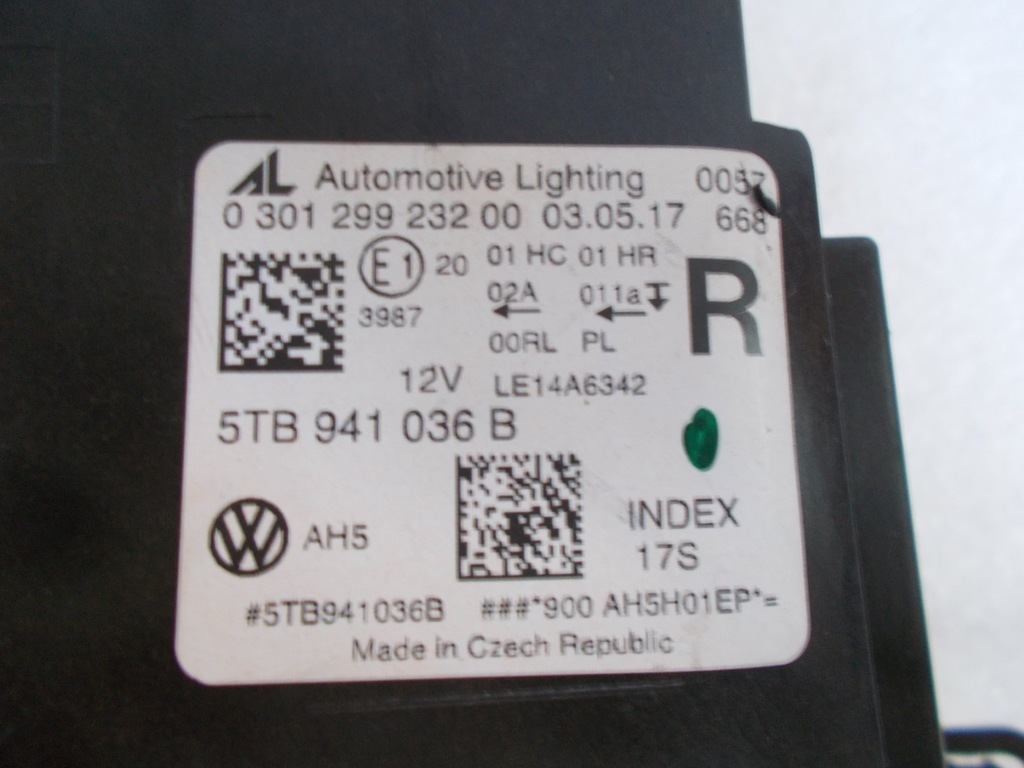 AL Automotive Lighting 0057
0 301 299 232 00 03.05.17 668
E1 20 01 HC 01 HR
3987 02A 011a R
00RL PL
12V LE14A6342
5TB 941 036 B
VW AH5 INDEX
17S
#5TB941036B ###*900 AH5H01EP*=
Made in Czech Republic